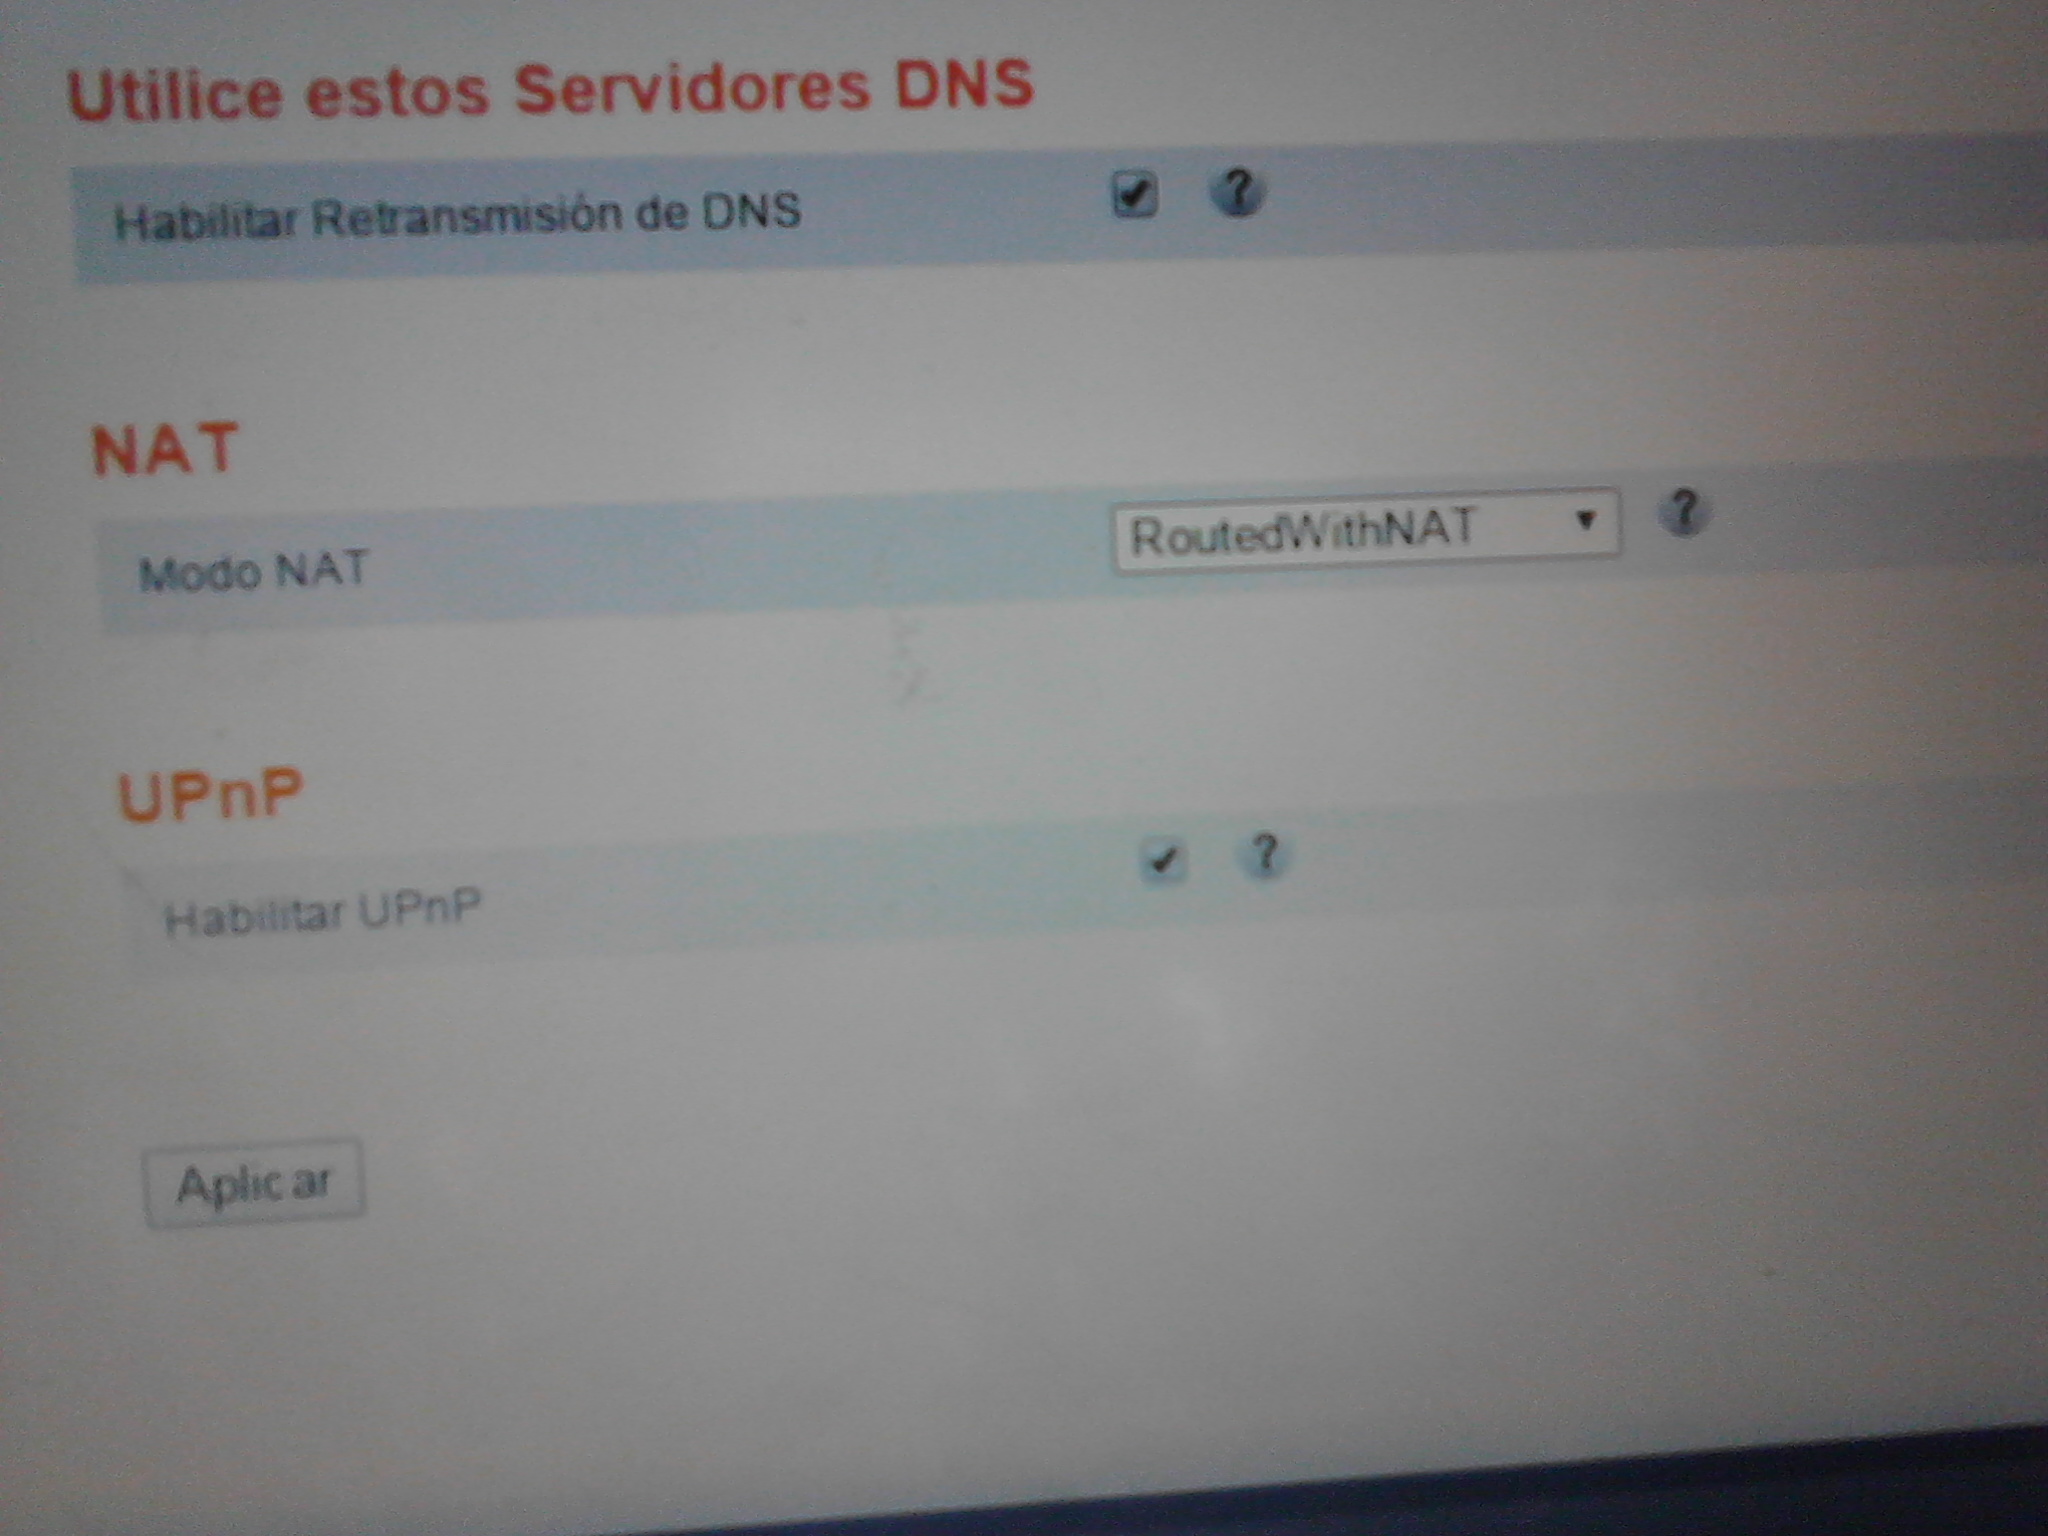 Utilice estos Servidores DNS
Habilitar Retransmisión de DNS ?
NAT
Modo NAT RoutedWithNAT ▼ ?
UPnP
Habilitar UPnP ?
Aplicar